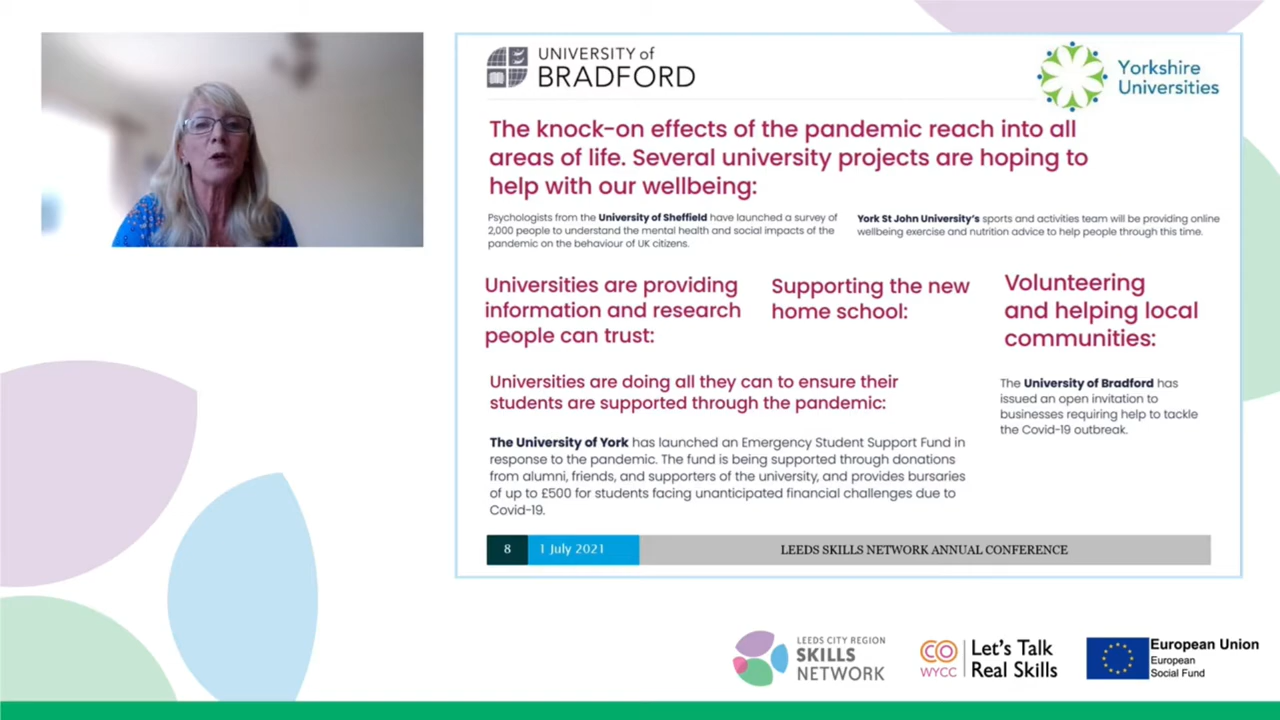 UNIVERSITY of
BRADFORD
Yorkshire
Universities
The knock-on effects of the pandemic reach into all
areas of life. Several university projects are hoping to
help with our wellbeing:
Psychologists from the University of Sheffield have launched a survey of
2,000 people to understand the mental health and social impacts of the
pandemic on the behaviour of UK citizens.
York St John University's sports and activities team will be providing online
wellbeing exercise and nutrition advice to help people through this time.
Universities are providing
information and research
people can trust:
Supporting the new
home school:
Volunteering
and helping local
communities:
Universities are doing all they can to ensure their
students are supported through the pandemic:
The University of York has launched an Emergency Student Support Fund in
response to the pandemic. The fund is being supported through donations
from alumni, friends, and supporters of the university, and provides bursaries
of up to £500 for students facing unanticipated financial challenges due to
Covid-19.
The University of Bradford has
issued an open invitation to
businesses requiring help to tackle
the Covid-19 outbreak.
8
1 July 2021
LEEDS SKILLS NETWORK ANNUAL CONFERENCE
LEEDS CITY REGION
SKILLS
NETWORK
WYCC
Let's Talk
Real Skills
European Union
European
Social Fund